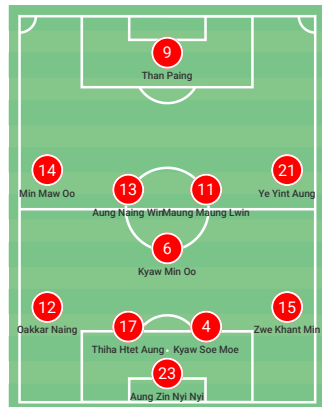 9
Than Paing
14
21
Min Maw Oo
Ye Yint Aung
13
11
Aung Naing Win
Maung Maung Lwin
6
Kyaw Min Oo
12
15
Oakkar Naing
Zwe Khant Min
17
4
Thiha Htet Aung
Kyaw Soe Moe
23
Aung Zin Nyi Nyi